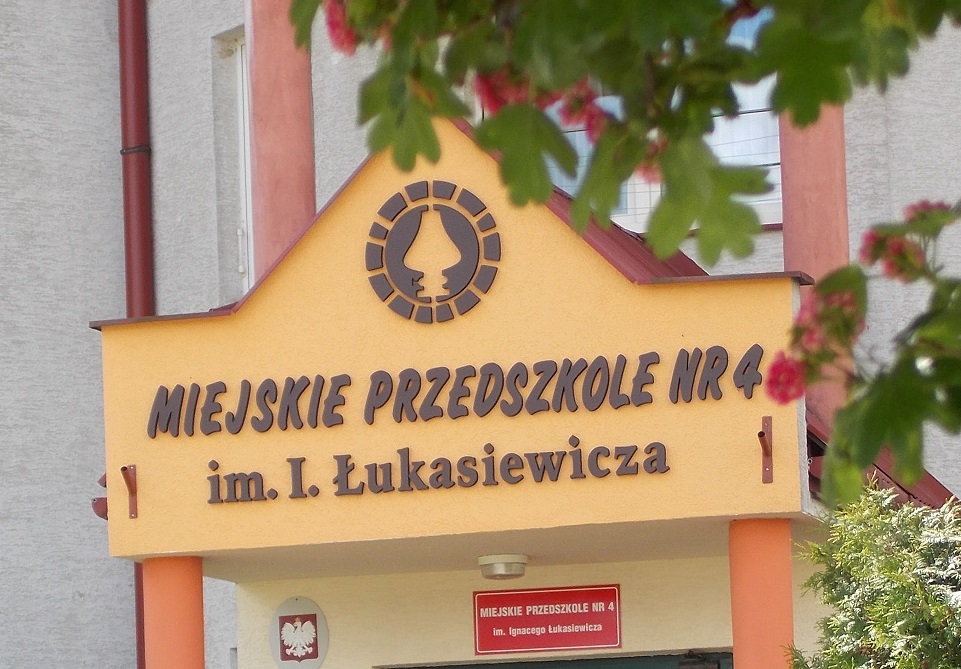 MIEJSKIE PRZEDSZKOLE NR 4
im. I. Łukasiewicza
MIEJSKIE PRZEDSZKOLE NR 4
im. Ignacego Łukasiewicza